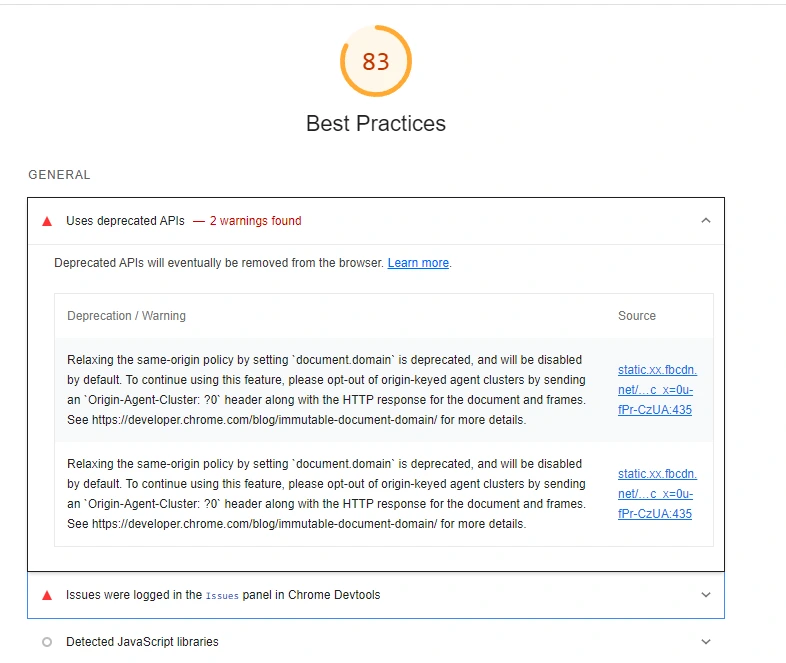 83
Best Practices
GENERAL
Uses deprecated APIs — 2 warnings found
Deprecated APIs will eventually be removed from the browser. Learn more.
Deprecation / Warning
Source
Relaxing the same-origin policy by setting `document.domain` is deprecated, and will be disabled
by default. To continue using this feature, please opt-out of origin-keyed agent clusters by sending
an `Origin-Agent-Cluster: ?0` header along with the HTTP response for the document and frames.
See https://developer.chrome.com/blog/immutable-document-domain/ for more details.
static.xx.fbcdn.
net/…c_x=0u-
fPr-CzUA:435
Relaxing the same-origin policy by setting `document.domain` is deprecated, and will be disabled
by default. To continue using this feature, please opt-out of origin-keyed agent clusters by sending
an `Origin-Agent-Cluster: ?0` header along with the HTTP response for the document and frames.
See https://developer.chrome.com/blog/immutable-document-domain/ for more details.
static.xx.fbcdn.
net/…c_x=0u-
fPr-CzUA:435
Issues were logged in the Issues panel in Chrome Devtools
Detected JavaScript libraries